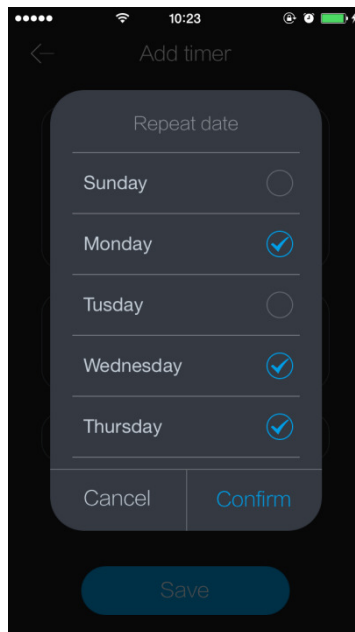 10:23
Add timer
Repeat date
Sunday
Monday
Tusday
Wednesday
Thursday
Cancel Confirm
Save